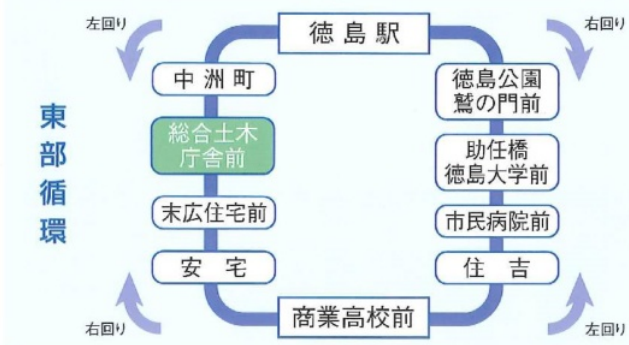 左回り
徳島駅
右回り
中洲町
徳島公園
鷲の門前
総合土木
庁舎前
助任橋
徳島大学前
東部循環
末広住宅前
市民病院前
安宅
住吉
商業高校前
右回り
左回り